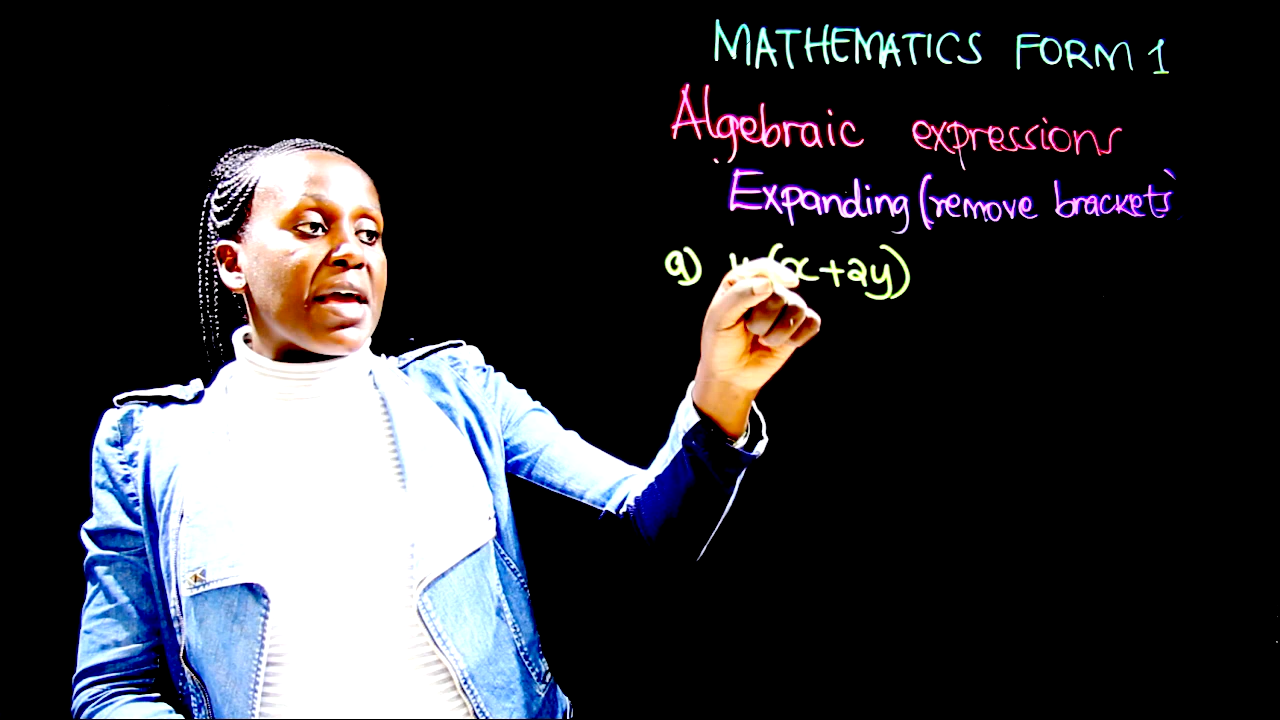 MATHEMATICS FORM 1
Algebraic expressions
Expanding (remove brackets
a) (x+2y)